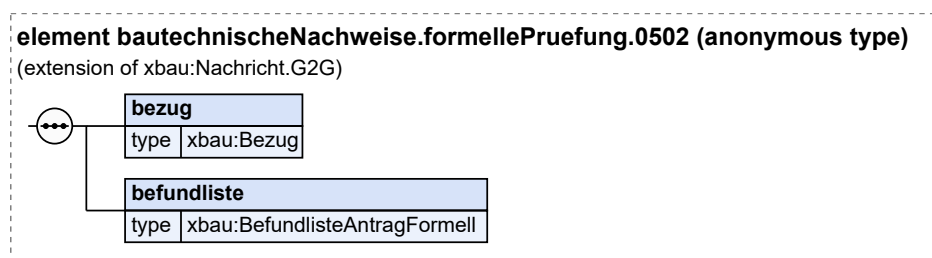 element bautechnischeNachweise.formellePruefung.0502 (anonymous type)
(extension of xbau:Nachricht.G2G)
bezug
type xbau:Bezug
befundliste
type xbau:BefundlisteAntragFormell